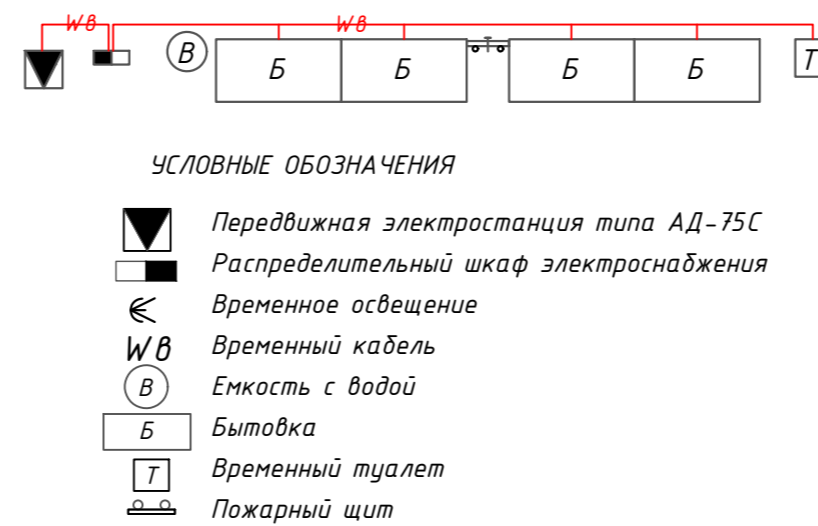 Wв Wв
В Б Б Б Б Т
УСЛОВНЫЕ ОБОЗНАЧЕНИЯ
Передвижная электростанция типа АД-75С
Распределительный шкаф электроснабжения
Временное освещение
Wв Временный кабель
В Емкость с водой
Б Бытовка
Т Временный туалет
Пожарный щит